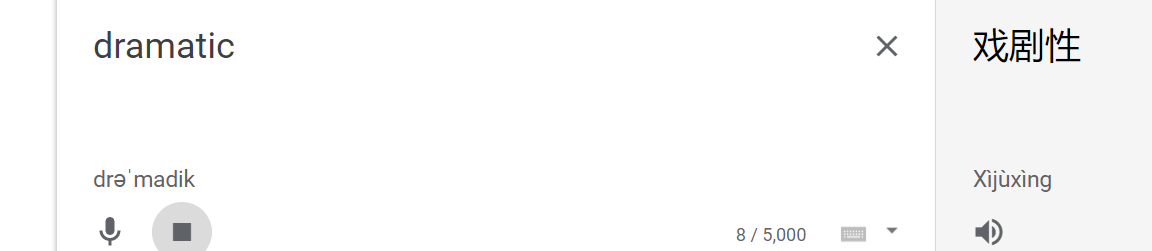 dramatic
戏剧性
drəˈmadik
Xìjùxìng
8 / 5,000